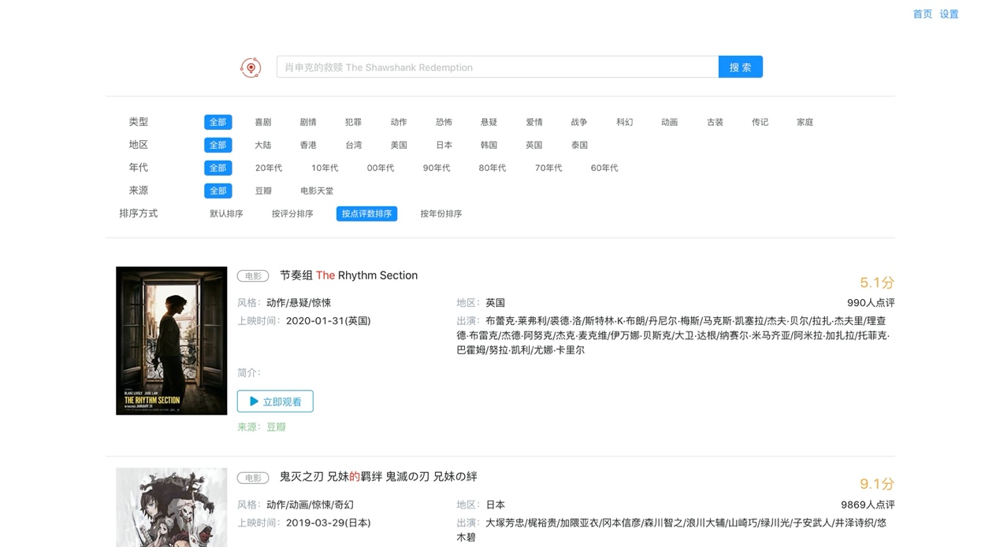 首页 设置
肖申克的救赎 The Shawshank Redemption 搜 索
类型 全部 喜剧 剧情 犯罪 动作 恐怖 悬疑 爱情 战争 科幻 动画 古装 传记 家庭
地区 全部 大陆 香港 台湾 美国 日本 韩国 英国 泰国
年代 全部 20年代 10年代 00年代 90年代 80年代 70年代 60年代
来源 全部 豆瓣 电影天堂
排序方式 默认排序 按评分排序 按点评数排序 按年份排序
电影 节奏组 The Rhythm Section
5.1分
风格：动作/悬疑/惊悚 地区：英国 990人点评
上映时间：2020-01-31(英国) 出演：布蕾克·莱弗利/裘德·洛/斯特林·K·布朗/丹尼尔·梅斯/马克斯·凯塞拉/杰夫·贝尔/拉扎·杰夫里/理查
德·布雷克/杰德·阿努克/杰克·麦克维/伊万娜·贝斯克/大卫·达根/纳赛尔·米马齐亚/阿米拉·加扎拉/托菲克·
巴霍姆/努拉·凯利/尤娜·卡里尔
简介：
BLAKE LIVELY JUDE LAW
THE RHYTHM SECTION
立即观看
来源：豆瓣
电影 鬼灭之刃 兄妹的羁绊 鬼滅の刃 兄妹の絆
9.1分
风格：动作/动画/惊悚/奇幻 地区：日本 9869人点评
上映时间：2019-03-29(日本) 出演：大塚芳忠/梶裕贵/加隈亚衣/冈本信彦/森川智之/浪川大辅/山崎巧/绿川光/子安武人/井泽诗织/悠
木碧